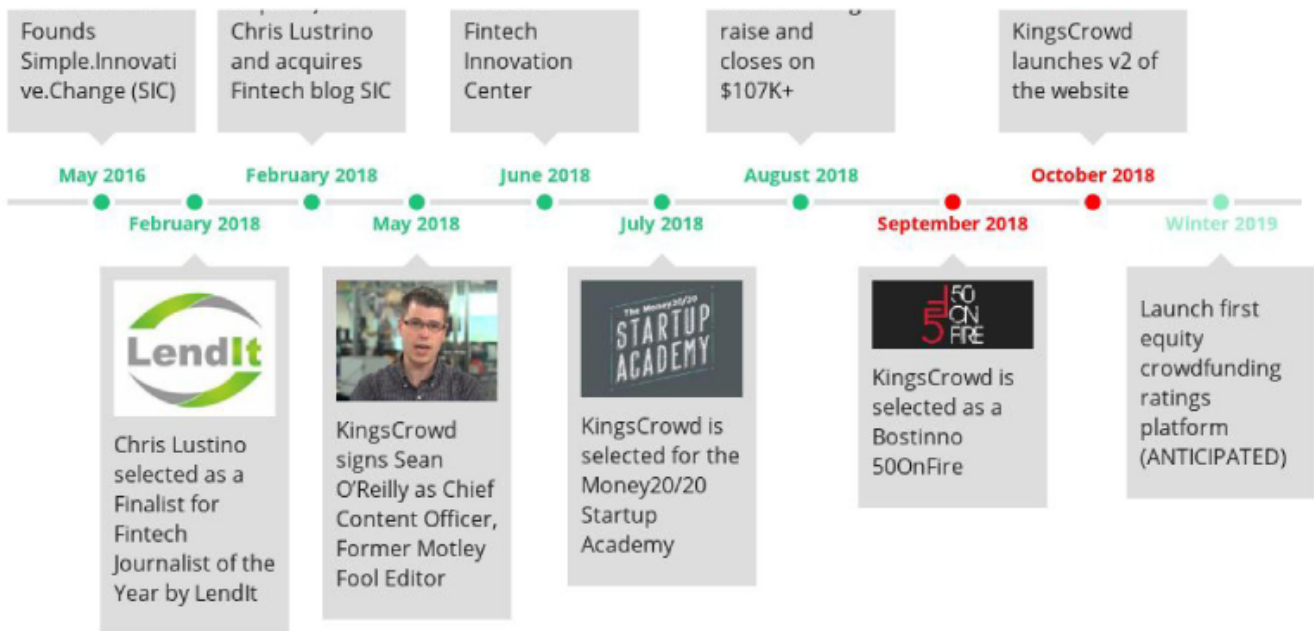 Founds
Simple.Innovati
ve.Change (SIC)
Chris Lustrino
and acquires
Fintech blog SIC
Fintech
Innovation
Center
raise and
closes on
$107K+
KingsCrowd
launches v2 of
the website
May 2016
February 2018
June 2018
August 2018
October 2018
February 2018
May 2018
July 2018
September 2018
Winter 2019
LendIt
Chris Lustino
selected as a
Finalist for
Fintech
Journalist of the
Year by LendIt
KingsCrowd
signs Sean
O'Reilly as Chief
Content Officer,
Former Motley
Fool Editor
The Money20/20
STARTUP
ACADEMY
KingsCrowd is
selected for the
Money20/20
Startup
Academy
50
ON
FIRE
KingsCrowd is
selected as a
Bostinno
50OnFire
Launch first
equity
crowdfunding
ratings
platform
(ANTICIPATED)